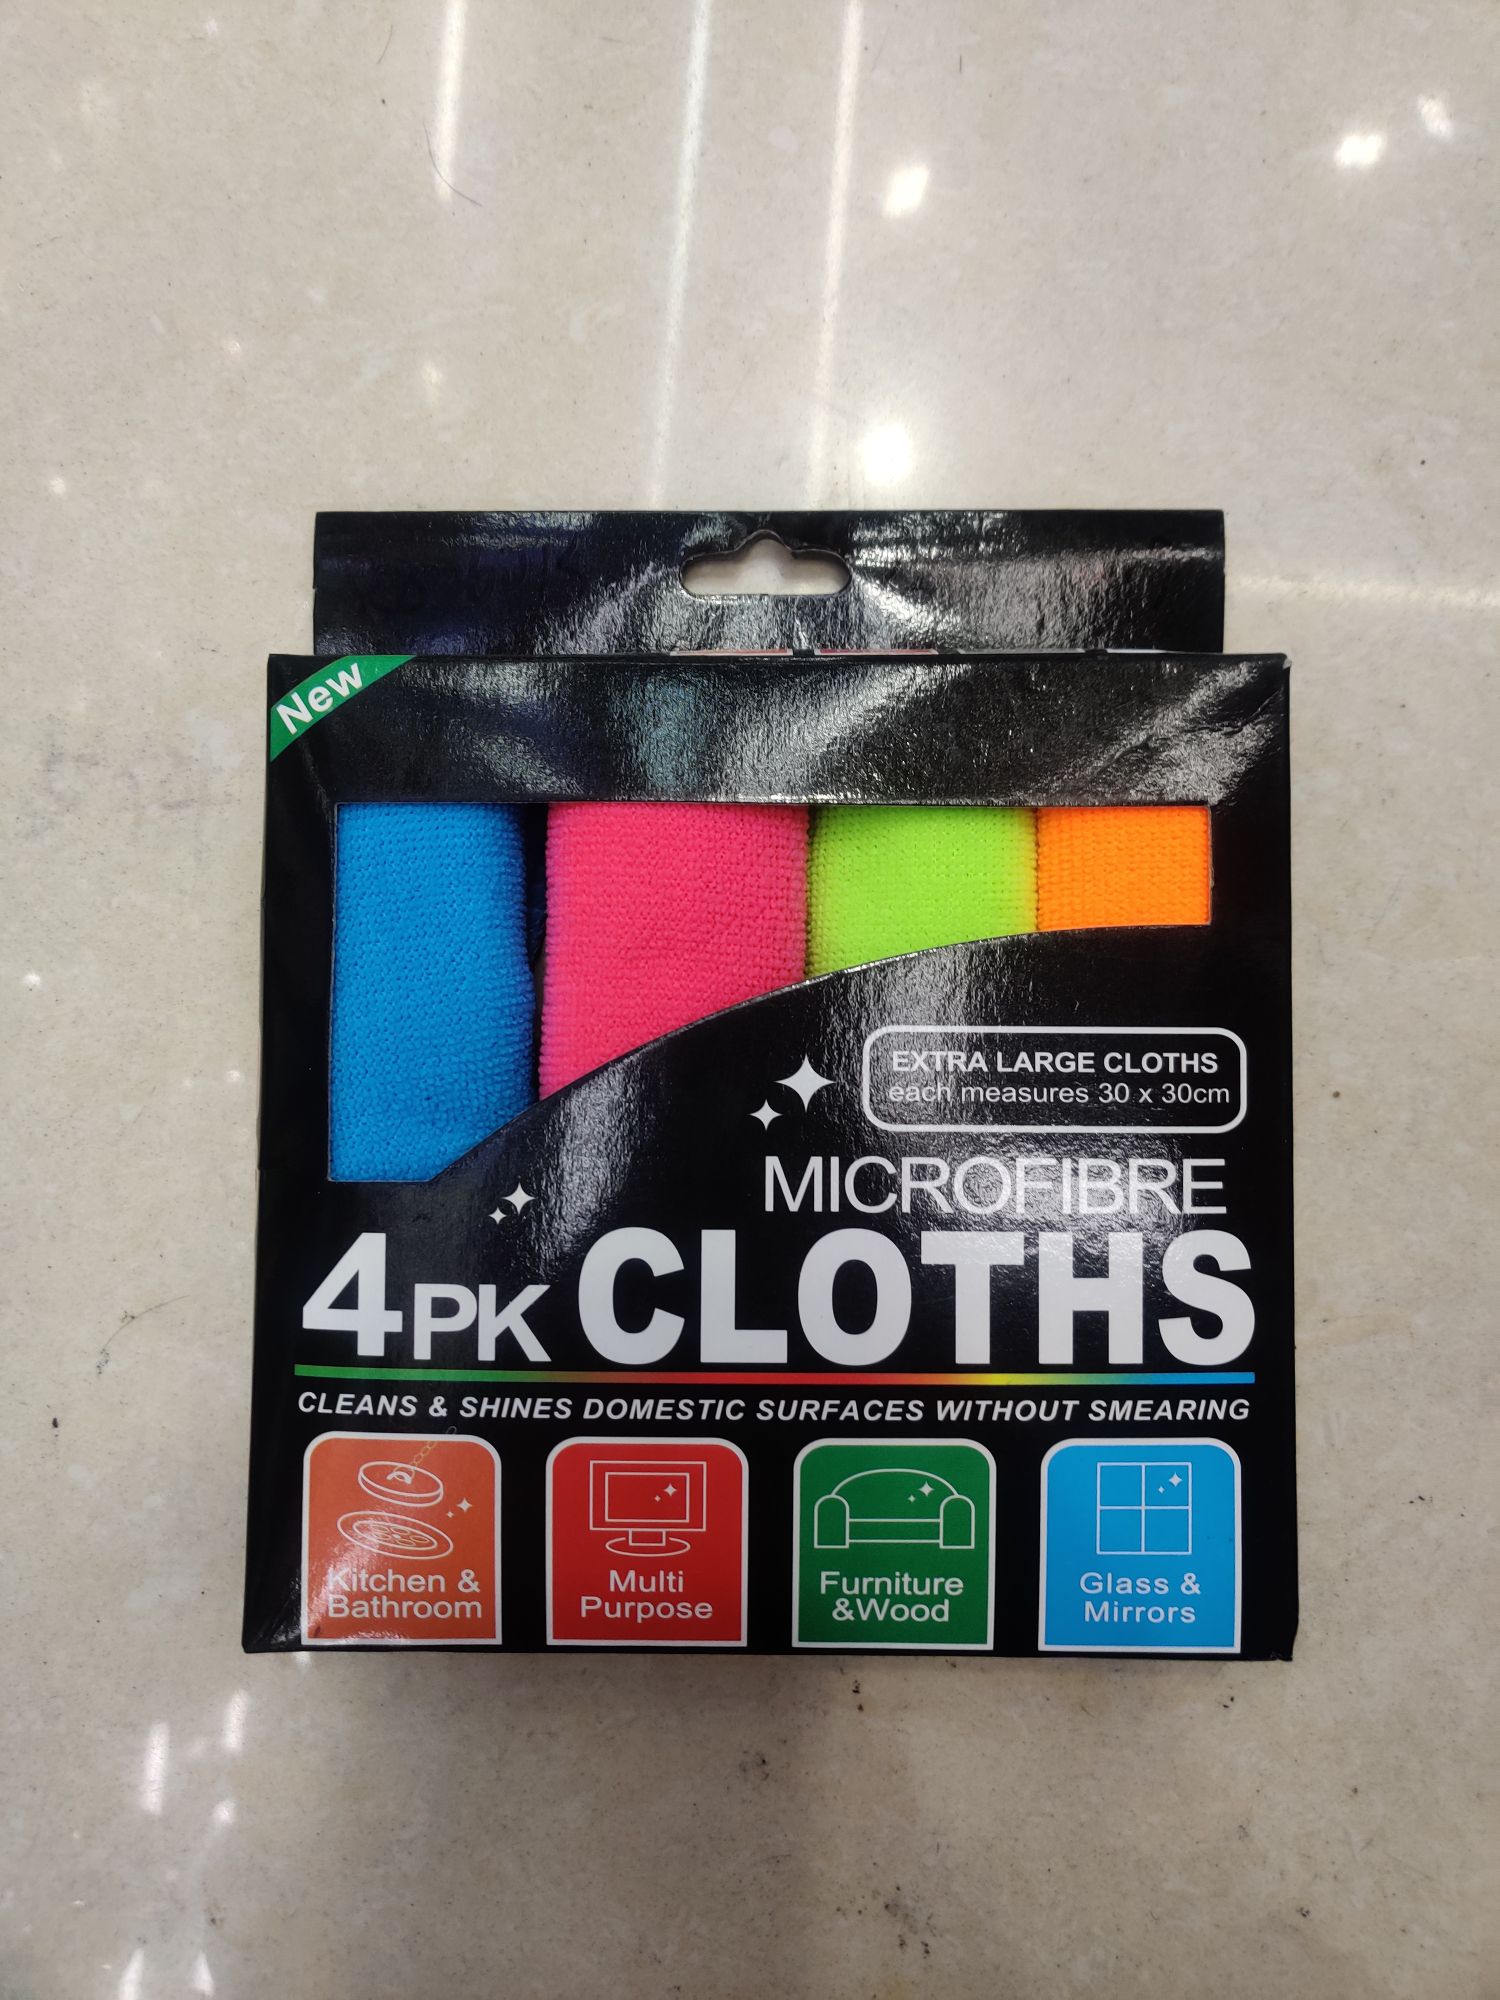 New
EXTRA LARGE CLOTHS
each measures 30 x 30cm
MICROFIBRE
4PK CLOTHS
CLEANS & SHINES DOMESTIC SURFACES WITHOUT SMEARING
Kitchen &
Bathroom
Multi
Purpose
Furniture
&Wood
Glass &
Mirrors